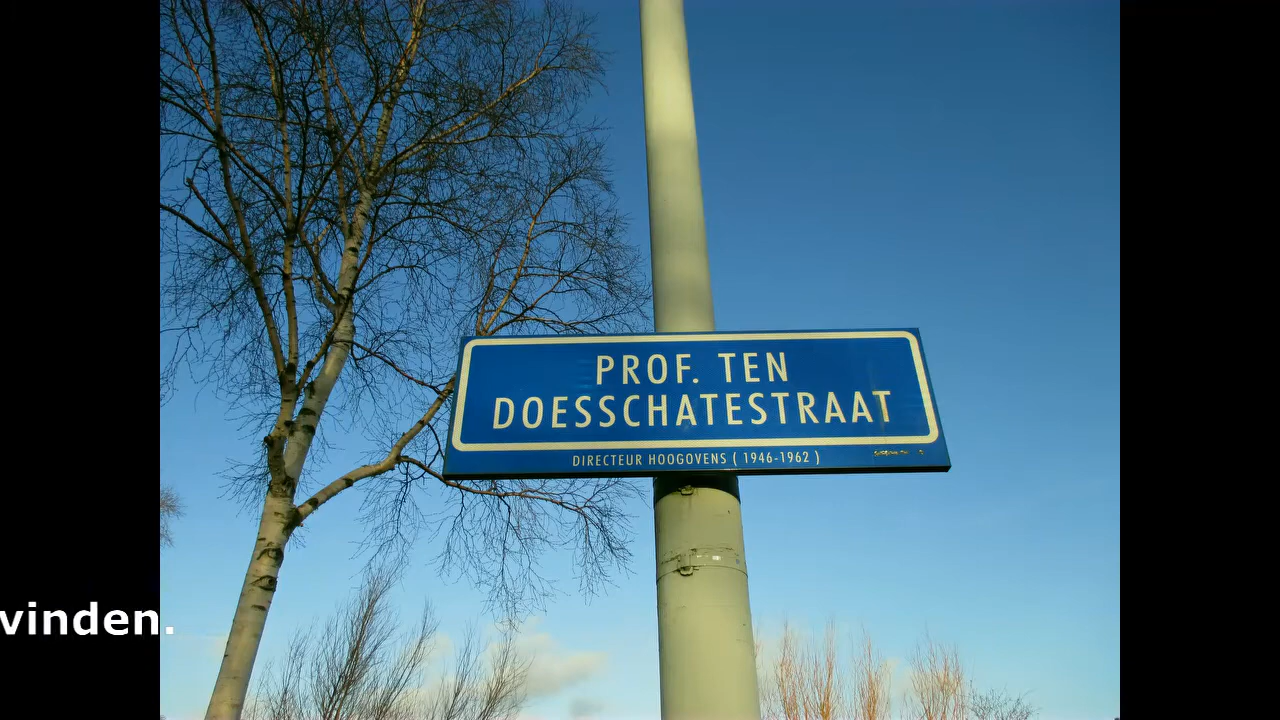 PROF. TEN
DOESSCHATESTRAAT
DIRECTEUR HOOGOVENS ( 1946-1962 )
vinden.